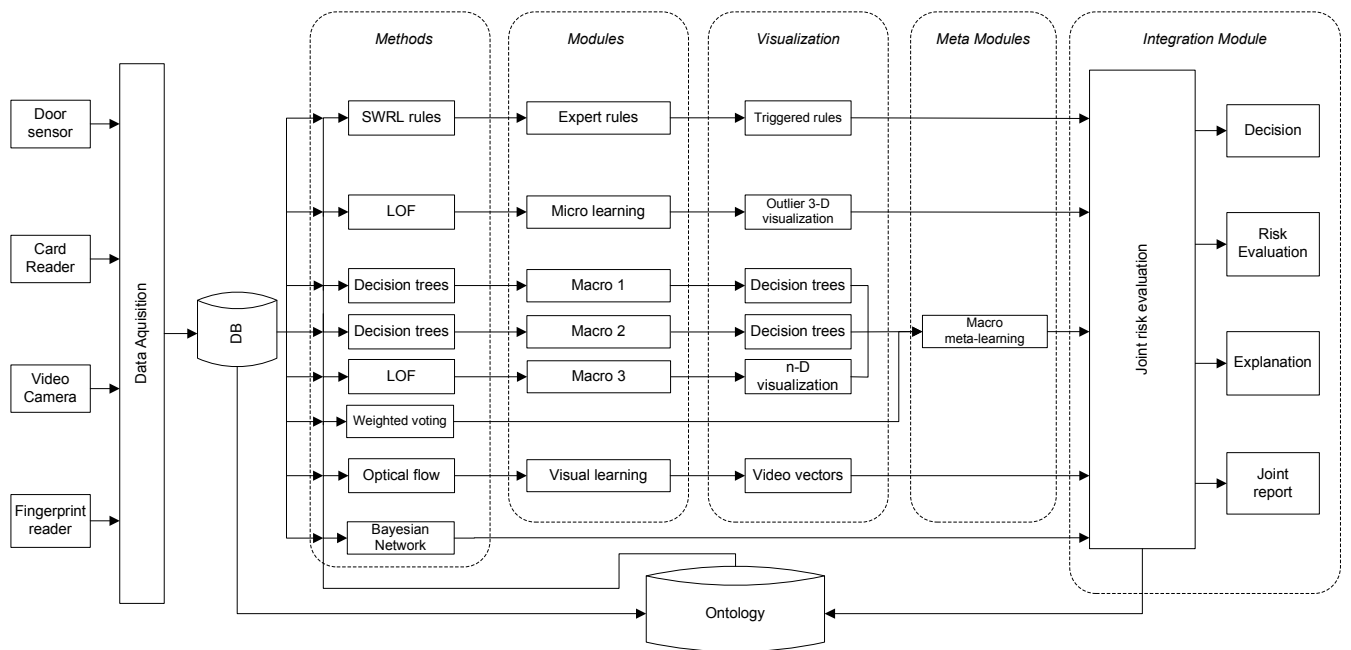 Methods
Modules
Visualization
Meta Modules
Integration Module
Door
sensor
Card
Reader
Video
Camera
Fingerprint
reader
Data Aquisition
DB
SWRL rules
Expert rules
Triggered rules
LOF
Micro learning
Outlier 3-D
visualization
Decision trees
Macro 1
Decision trees
Decision trees
Macro 2
Decision trees
LOF
Macro 3
n-D
visualization
Weighted voting
Optical flow
Visual learning
Video vectors
Bayesian
Network
Macro
meta-learning
Joint risk evaluation
Decision
Risk
Evaluation
Explanation
Joint
report
Ontology